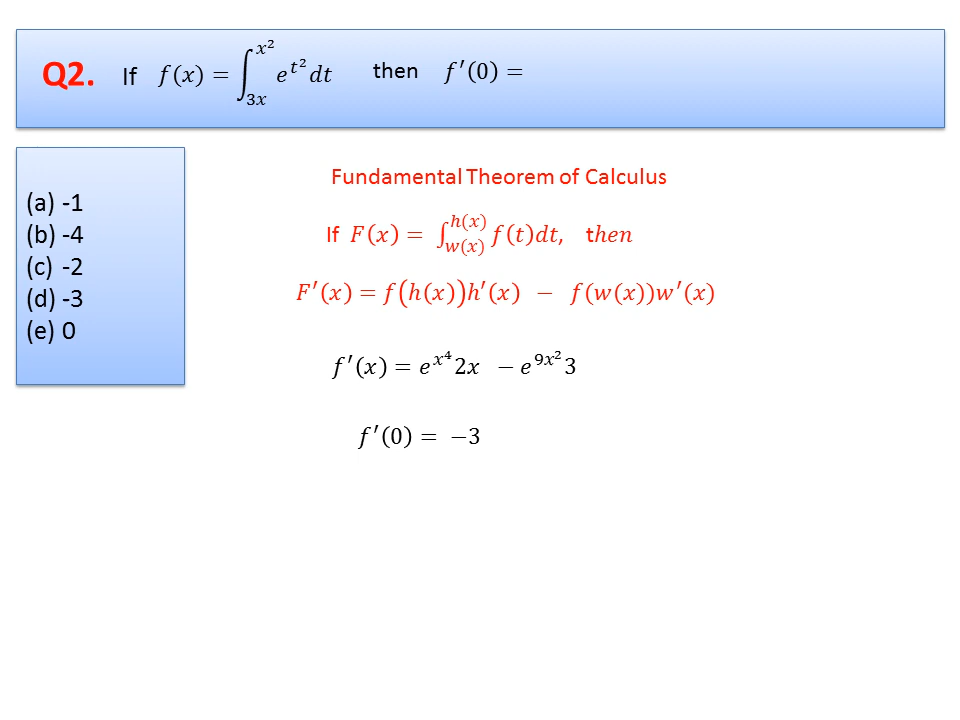 Q2. If f(x) = ∫_{3x}^{x²} e^{t²} dt then f′(0) =
(a) -1
(b) -4
(c) -2
(d) -3
(e) 0
Fundamental Theorem of Calculus
If F(x) = ∫_{w(x)}^{h(x)} f(t)dt, then
F′(x) = f(h(x))h′(x) − f(w(x))w′(x)
f′(x) = e^{x⁴}2x − e^{9x²}3
f′(0) = −3